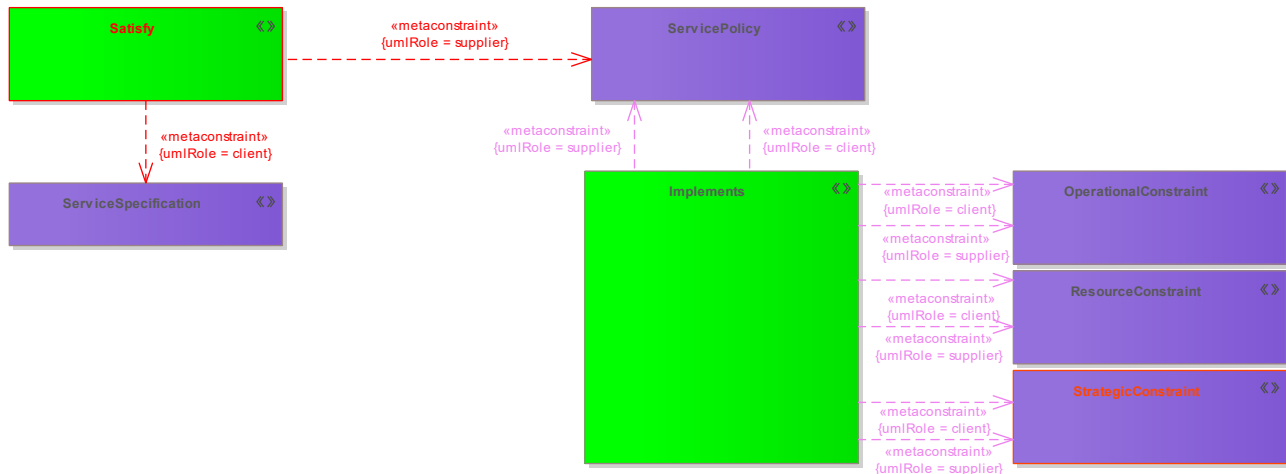 Satisfy
«metaconstraint»
{umlRole = supplier}
ServicePolicy
«metaconstraint»
{umlRole = client}
ServiceSpecification
«metaconstraint»
{umlRole = supplier}
«metaconstraint»
{umlRole = client}
Implements
«metaconstraint»
{umlRole = client}
«metaconstraint»
{umlRole = supplier}
OperationalConstraint
«metaconstraint»
{umlRole = client}
«metaconstraint»
{umlRole = supplier}
ResourceConstraint
«metaconstraint»
{umlRole = client}
«metaconstraint»
{umlRole = supplier}
StrategicConstraint